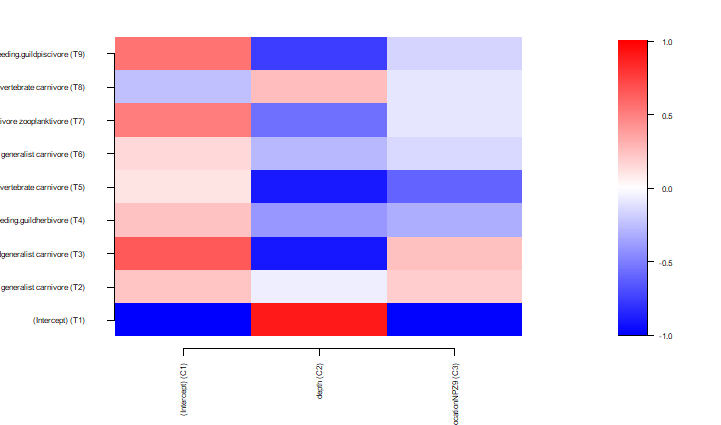 eding.guildpiscivore (T9)
vertebrate carnivore (T8)
ivore zooplanktivore (T7)
generalist carnivore (T6)
vertebrate carnivore (T5)
eding.guildherbivore (T4)
generalist carnivore (T3)
generalist carnivore (T2)
(Intercept) (T1)
(Intercept) (C1)
depth (C2)
ocationNPZ9 (C3)
1.0
0.5
0.0
-0.5
-1.0